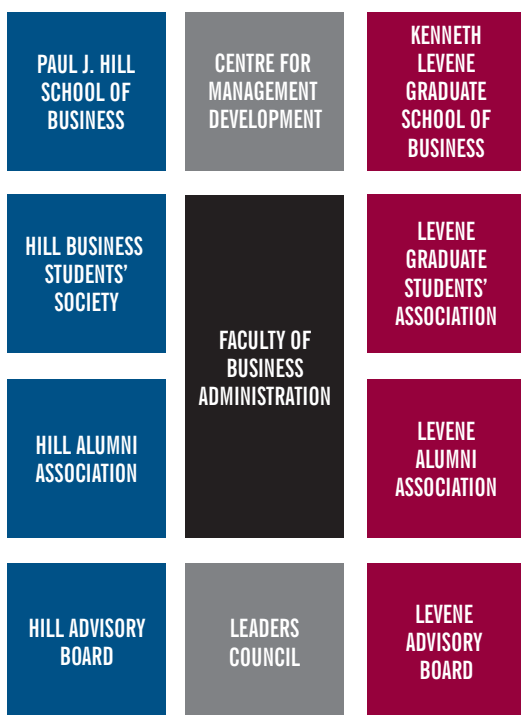 PAUL J. HILL
SCHOOL OF
BUSINESS
CENTRE FOR
MANAGEMENT
DEVELOPMENT
KENNETH
LEVENE
GRADUATE
SCHOOL OF
BUSINESS
HILL BUSINESS
STUDENTS'
SOCIETY
FACULTY OF
BUSINESS
ADMINISTRATION
LEVENE
GRADUATE
STUDENTS'
ASSOCIATION
HILL ALUMNI
ASSOCIATION
LEVENE
ALUMNI
ASSOCIATION
HILL ADVISORY
BOARD
LEADERS
COUNCIL
LEVENE
ADVISORY
BOARD